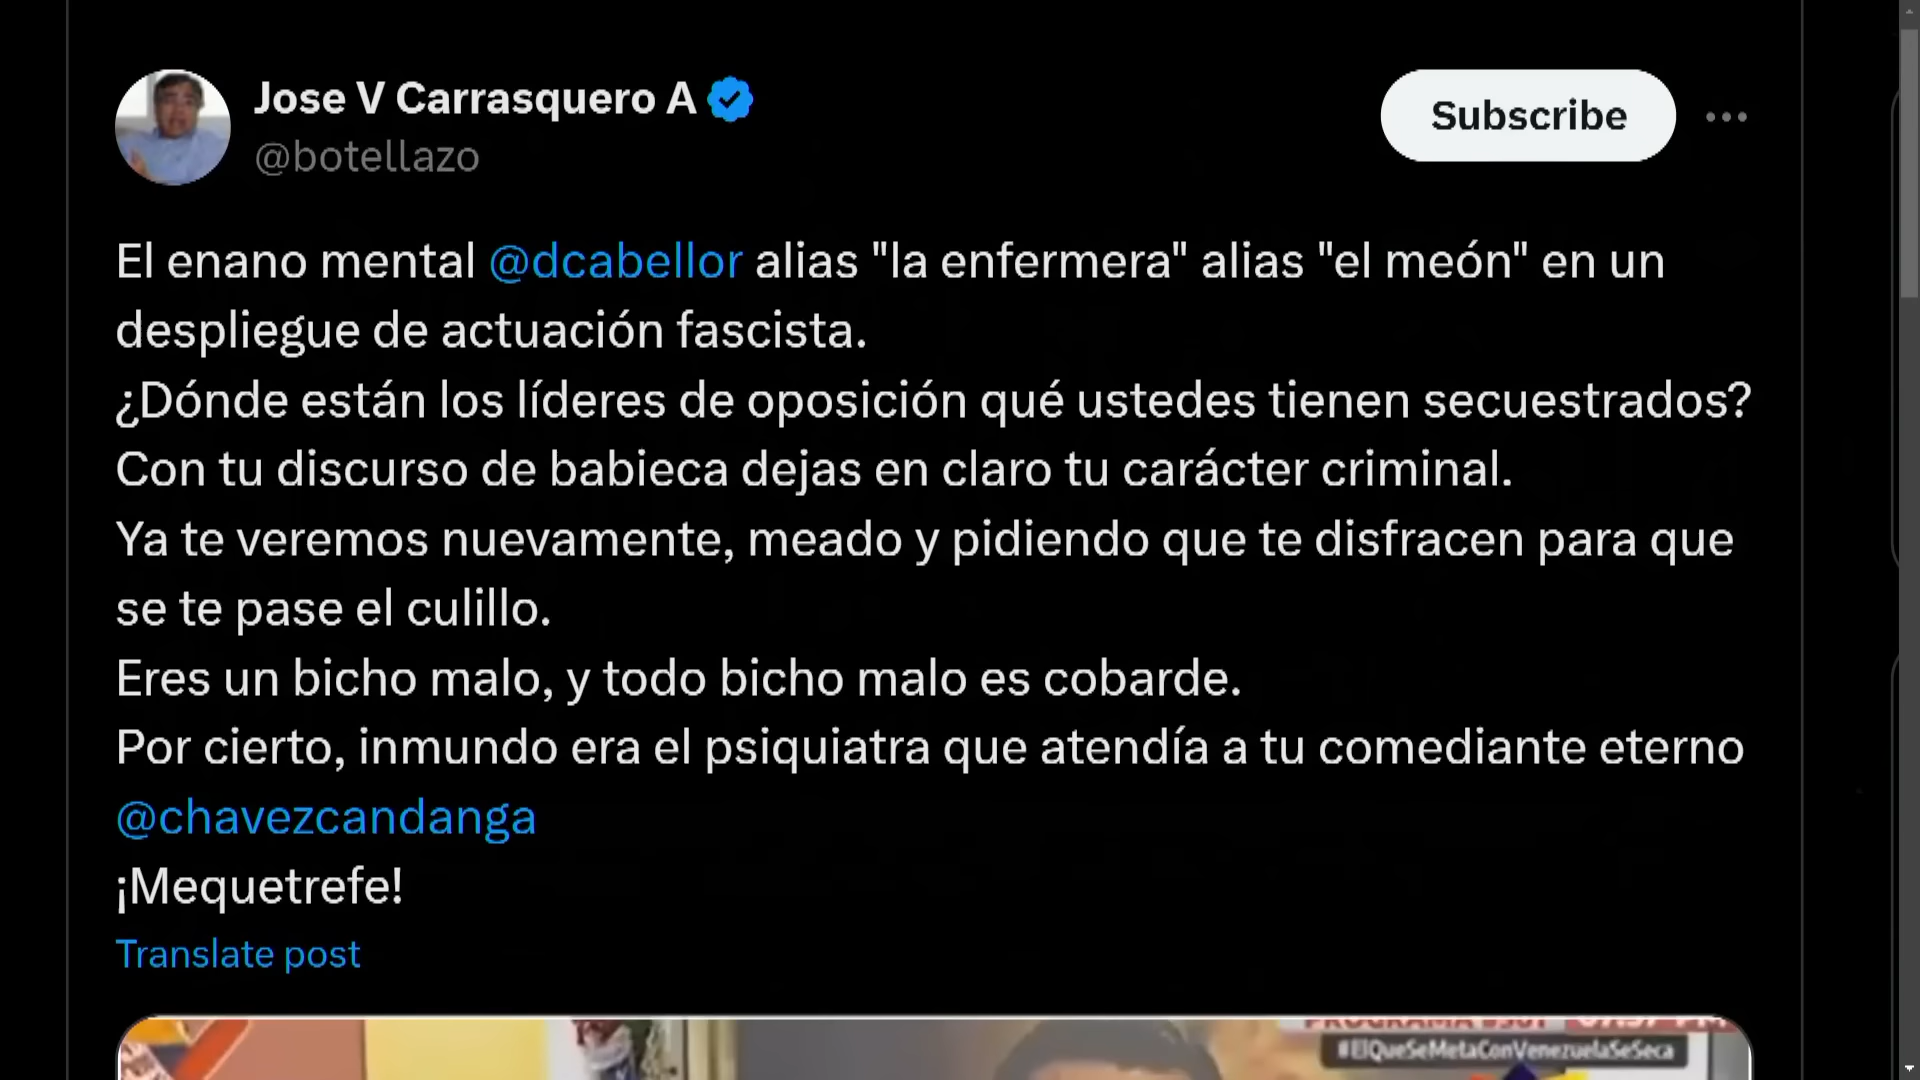 Jose V Carrasquero A
@botellazo
Subscribe
El enano mental @dcabellor alias "la enfermera" alias "el meón" en un
despliegue de actuación fascista.
¿Dónde están los líderes de oposición qué ustedes tienen secuestrados?
Con tu discurso de babieca dejas en claro tu carácter criminal.
Ya te veremos nuevamente, meado y pidiendo que te disfracen para que
se te pase el culillo.
Eres un bicho malo, y todo bicho malo es cobarde.
Por cierto, inmundo era el psiquiatra que atendía a tu comediante eterno
@chavezcandanga
¡Mequetrefe!
Translate post
PROGRAMA
#ElQueSeMetaConVenezuelaSeSeca